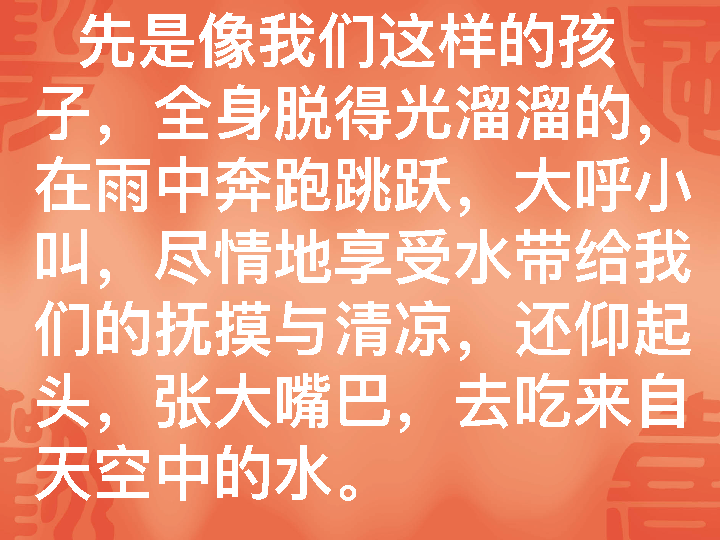 先是像我们这样的孩
子，全身脱得光溜溜的，
在雨中奔跑跳跃，大呼小
叫，尽情地享受水带给我
们的抚摸与清凉，还仰起
头，张大嘴巴，去吃来自
天空中的水。